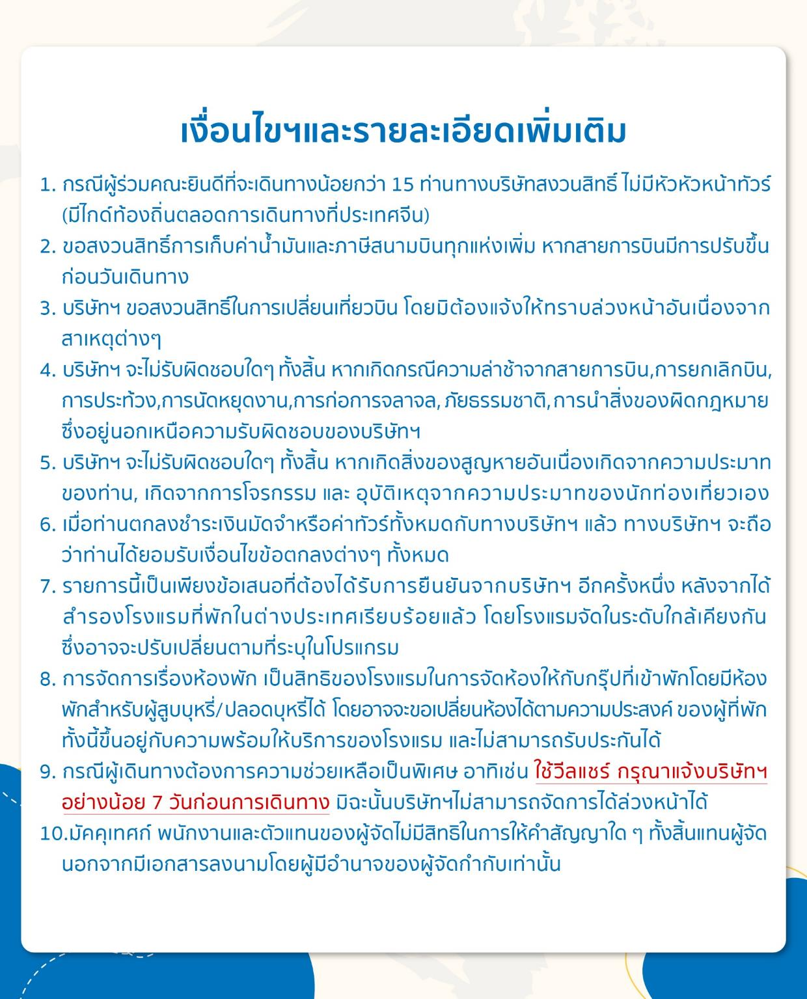 เงื่อนไขฯและรายละเอียดเพิ่มเติม
1. กรณีผู้ร่วมคณะยินดีที่จะเดินทางน้อยกว่า 15 ท่านทางบริษัทสงวนสิทธิ์ ไม่มีหัวหัวหน้าทัวร์
(มีไกด์ท้องถิ่นตลอดการเดินทางที่ประเทศจีน)
2. ขอสงวนสิทธิ์การเก็บค่าน้ำมันและภาษีสนามบินทุกแห่งเพิ่ม หากสายการบินมีการปรับขึ้น
ก่อนวันเดินทาง
3. บริษัทฯ ขอสงวนสิทธิ์ในการเปลี่ยนเที่ยวบิน โดยมิต้องแจ้งให้ทราบล่วงหน้าอันเนื่องจาก
สาเหตุต่างๆ
4. บริษัทฯ จะไม่รับผิดชอบใดๆ ทั้งสิ้น หากเกิดกรณีความล่าช้าจากสายการบิน,การยกเลิกบิน,
การประท้วง,การนัดหยุดงาน,การก่อการจลาจล, ภัยธรรมชาติ,การนำสิ่งของผิดกฎหมาย
ซึ่งอยู่นอกเหนือความรับผิดชอบของบริษัทฯ
5. บริษัทฯ จะไม่รับผิดชอบใดๆ ทั้งสิ้น หากเกิดสิ่งของสูญหายอันเนื่องเกิดจากความประมาท
ของท่าน, เกิดจากการโจรกรรม และ อุบัติเหตุจากความประมาทของนักท่องเที่ยวเอง
6. เมื่อท่านตกลงชำระเงินมัดจำหรือค่าทัวร์ทั้งหมดกับทางบริษัทฯ แล้ว ทางบริษัทฯ จะถือ
ว่าท่านได้ยอมรับเงื่อนไขข้อตกลงต่างๆ ทั้งหมด
7. รายการนี้เป็นเพียงข้อเสนอที่ต้องได้รับการยืนยันจากบริษัทฯ อีกครั้งหนึ่ง หลังจากได้
สำรองโรงแรมที่พักในต่างประเทศเรียบร้อยแล้ว โดยโรงแรมจัดในระดับใกล้เคียงกัน
ซึ่งอาจจะปรับเปลี่ยนตามที่ระบุในโปรแกรม
8. การจัดการเรื่องห้องพัก เป็นสิทธิของโรงแรมในการจัดห้องให้กับกรุ๊ปที่เข้าพักโดยมีห้อง
พักสำหรับผู้สูบบุหรี่/ปลอดบุหรี่ได้ โดยอาจจะขอเปลี่ยนห้องได้ตามความประสงค์ ของผู้ที่พัก
ทั้งนี้ขึ้นอยู่กับความพร้อมให้บริการของโรงแรม และไม่สามารถรับประกันได้
9. กรณีผู้เดินทางต้องการความช่วยเหลือเป็นพิเศษ อาทิเช่น ใช้วีลแชร์ กรุณาแจ้งบริษัทฯ
อย่างน้อย 7 วันก่อนการเดินทาง มิฉะนั้นบริษัทฯไม่สามารถจัดการได้ล่วงหน้าได้
10.มัคคุเทศก์ พนักงานและตัวแทนของผู้จัดไม่มีสิทธิในการให้คำสัญญาใด ๆ ทั้งสิ้นแทนผู้จัด
นอกจากมีเอกสารลงนามโดยผู้มีอำนาจของผู้จัดกำกับเท่านั้น